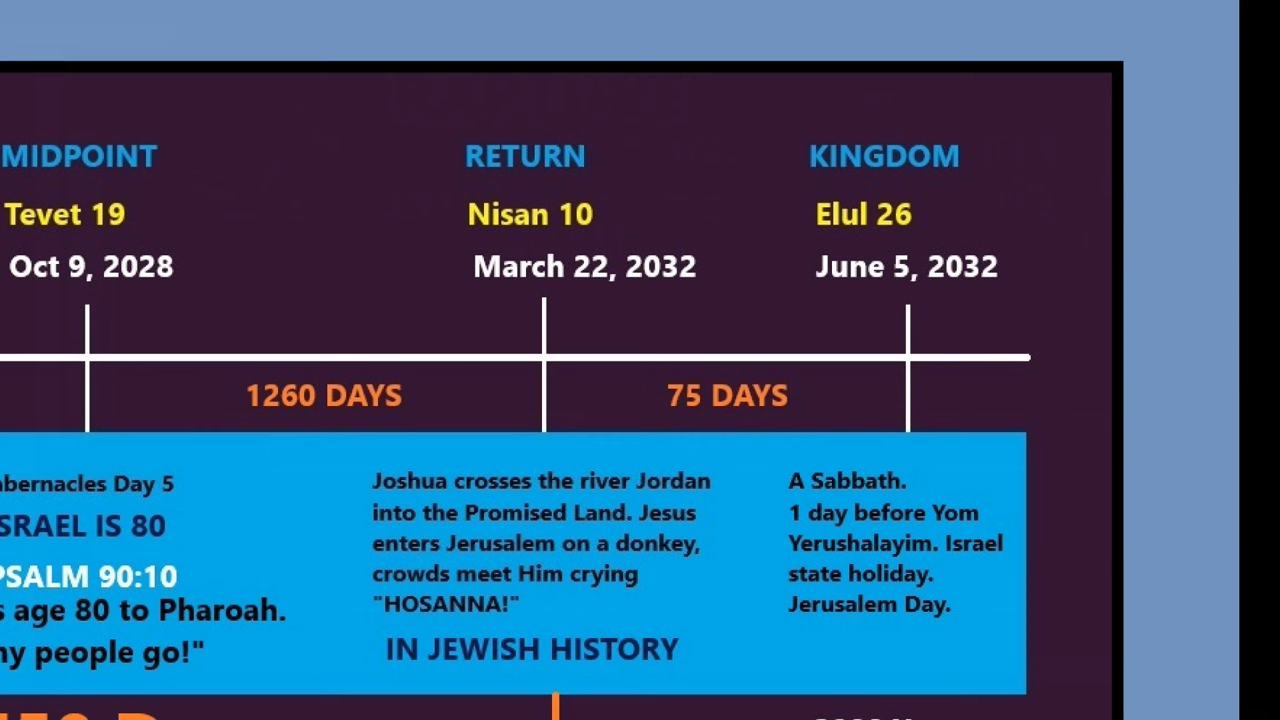 MIDPOINT
Tevet 19
Oct 9, 2028
RETURN
Nisan 10
March 22, 2032
KINGDOM
Elul 26
June 5, 2032
1260 DAYS
75 DAYS
Day 5
IS 80
PSALM 90:10
age 80 to Pharoah.
people go!"
Joshua crosses the river Jordan
into the Promised Land. Jesus
enters Jerusalem on a donkey,
crowds meet Him crying
"HOSANNA!"
IN JEWISH HISTORY
A Sabbath.
1 day before Yom
Yerushalayim. Israel
state holiday.
Jerusalem Day.